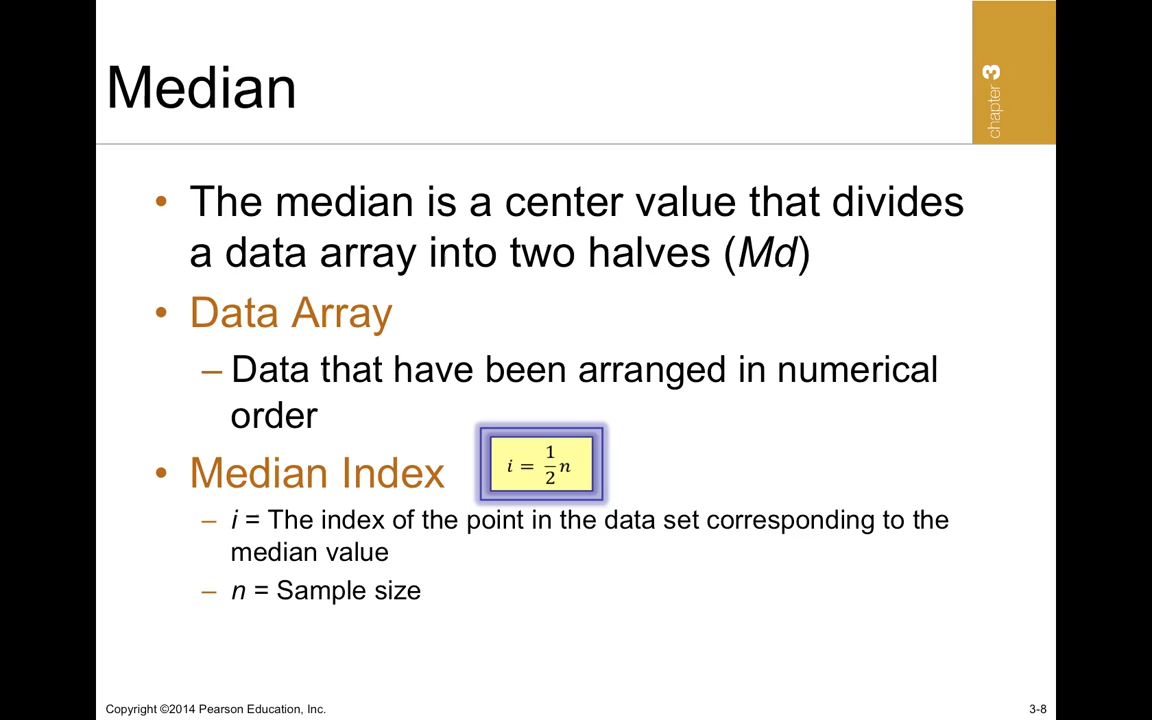 Median
chapter 3
• The median is a center value that divides
a data array into two halves (Md)
• Data Array
– Data that have been arranged in numerical
order
• Median Index
i = 1/2 n
– i = The index of the point in the data set corresponding to the
median value
– n = Sample size
Copyright ©2014 Pearson Education, Inc.
3-8